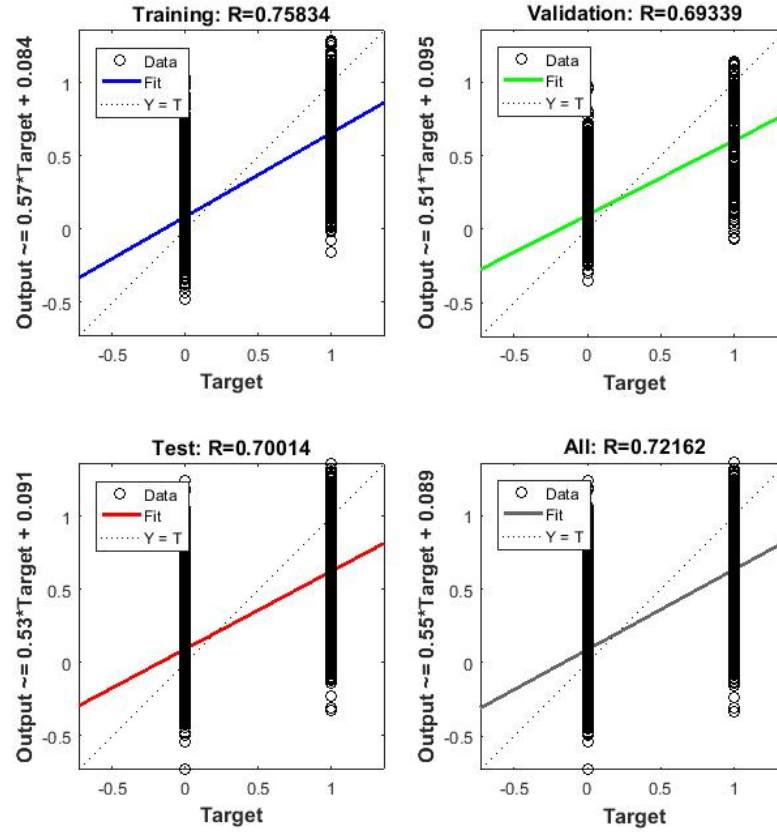 Training: R=0.75834
Output ~= 0.57*Target + 0.084
Data
Fit
Y = T
1
0.5
0
-0.5
-0.5 0 0.5 1
Target
Validation: R=0.69339
Output ~= 0.51*Target + 0.095
Data
Fit
Y = T
1
0.5
0
-0.5
-0.5 0 0.5 1
Target
Test: R=0.70014
Output ~= 0.53*Target + 0.091
Data
Fit
Y = T
1
0.5
0
-0.5
-0.5 0 0.5 1
Target
All: R=0.72162
Output ~= 0.55*Target + 0.089
Data
Fit
Y = T
1
0.5
0
-0.5
-0.5 0 0.5 1
Target